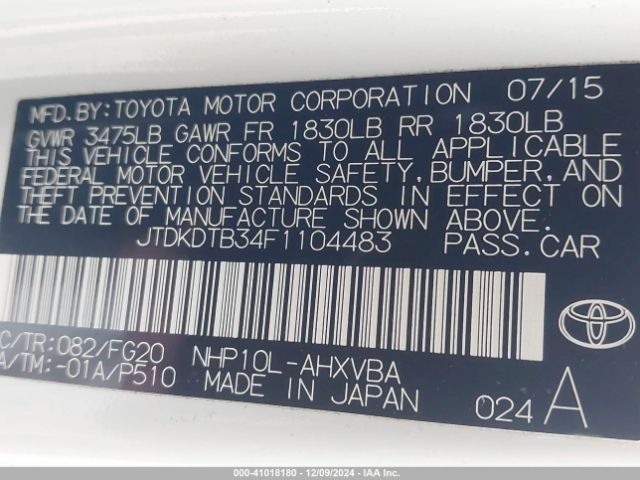 MFD.BY:TOYOTA MOTOR CORPORATION 07/15
GVWR 3475LB GAWR FR 1830LB RR 1830LB
THIS VEHICLE CONFORMS TO ALL APPLICABLE
FEDERAL MOTOR VEHICLE SAFETY,BUMPER,AND
THEFT PREVENTION STANDARDS IN EFFECT ON
THE DATE OF MANUFACTURE SHOWN ABOVE.
JTDKDTB34F1104483 PASS.CAR
C/TR:082/FG20 NHP10L-AHXVBA
A/TM:-01A/P510 MADE IN JAPAN 024 A
000-41018180 - 12/09/2024 - IAA Inc.